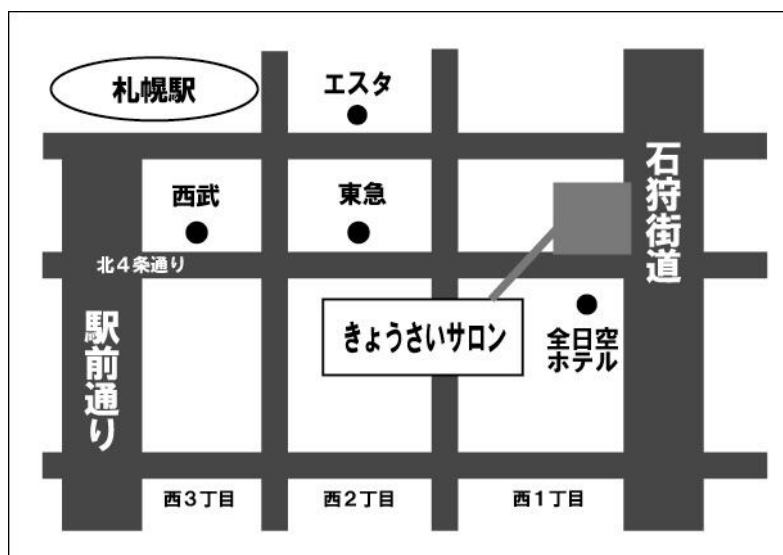 札幌駅
エスタ
石狩街道
西武
東急
北4条通り
駅前通り
きょうさいサロン
全日空
ホテル
西3丁目
西2丁目
西1丁目